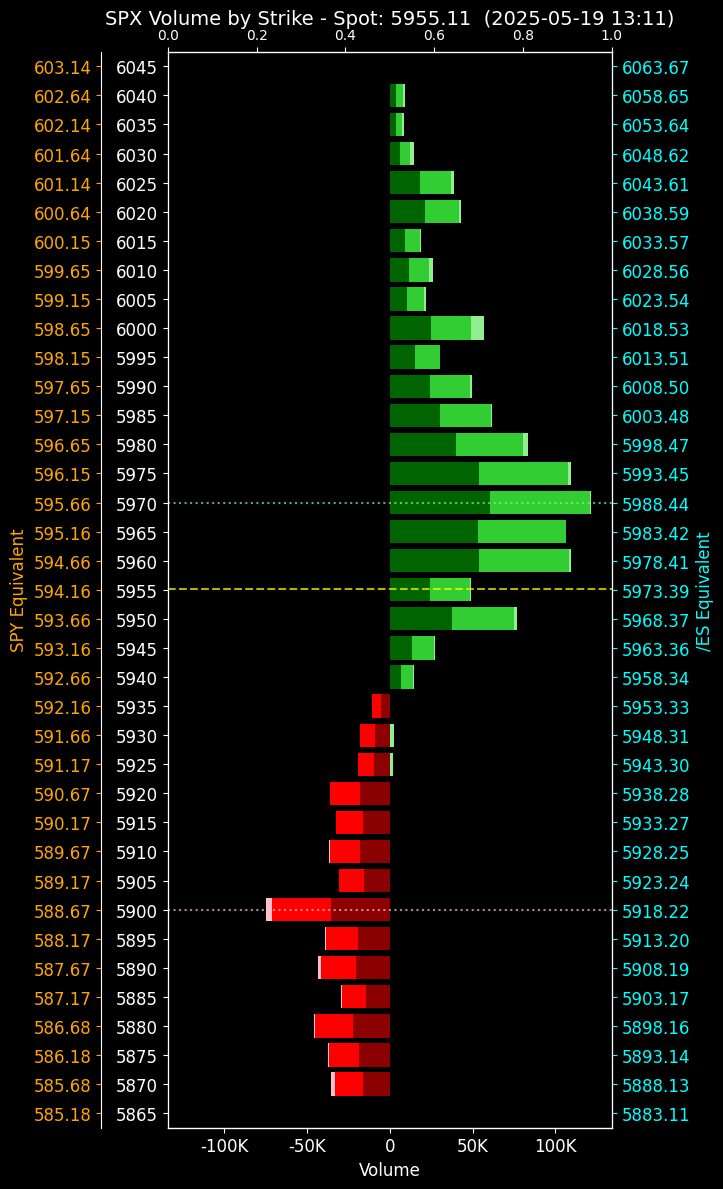 SPX Volume by Strike - Spot: 5955.11  (2025-05-19 13:11)
0.0 0.2 0.4 0.6 0.8 1.0
603.14 6045 6063.67
602.64 6040 6058.65
602.14 6035 6053.64
601.64 6030 6048.62
601.14 6025 6043.61
600.64 6020 6038.59
600.15 6015 6033.57
599.65 6010 6028.56
599.15 6005 6023.54
598.65 6000 6018.53
598.15 5995 6013.51
597.65 5990 6008.50
597.15 5985 6003.48
596.65 5980 5998.47
596.15 5975 5993.45
595.66 5970 5988.44
595.16 5965 5983.42
594.66 5960 5978.41
594.16 5955 5973.39
593.66 5950 5968.37
593.16 5945 5963.36
592.66 5940 5958.34
592.16 5935 5953.33
591.66 5930 5948.31
591.17 5925 5943.30
590.67 5920 5938.28
590.17 5915 5933.27
589.67 5910 5928.25
589.17 5905 5923.24
588.67 5900 5918.22
588.17 5895 5913.20
587.67 5890 5908.19
587.17 5885 5903.17
586.68 5880 5898.16
586.18 5875 5893.14
585.68 5870 5888.13
585.18 5865 5883.11
SPY Equivalent
/ES Equivalent
-100K -50K 0 50K 100K
Volume